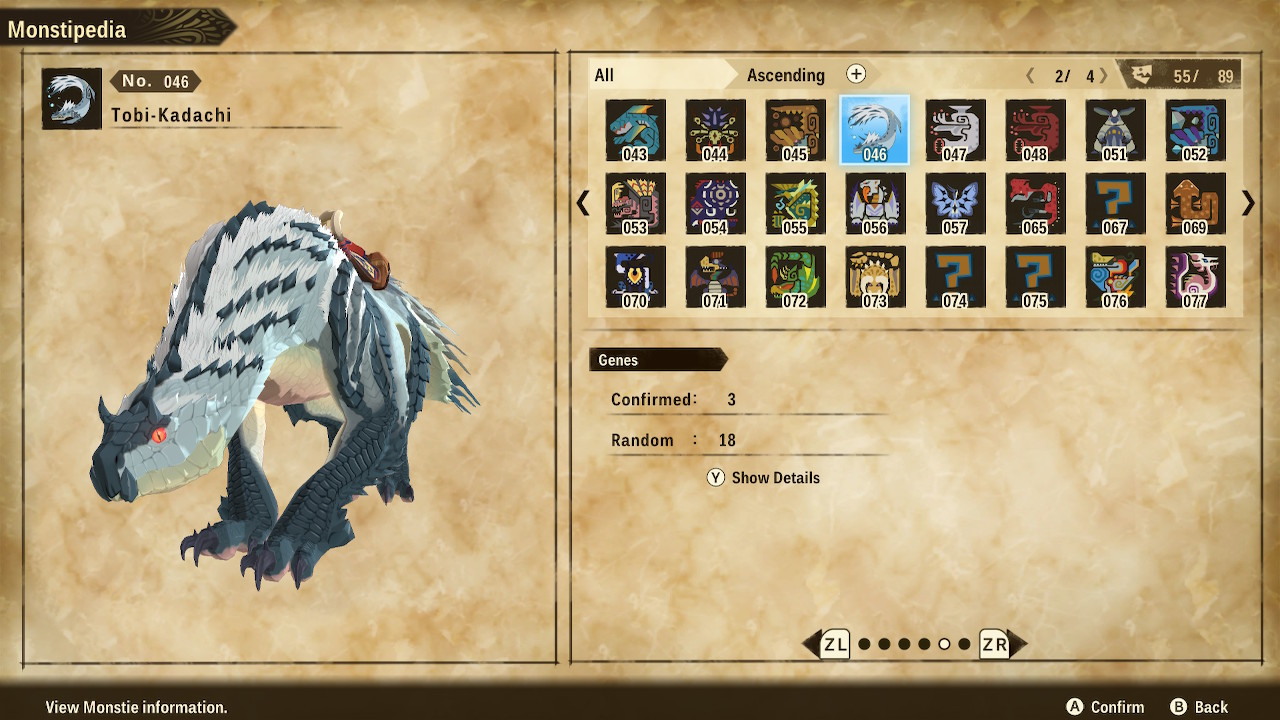 Monstipedia
No. 046
Tobi-Kadachi
All
Ascending
2/ 4
55/ 89
043 044 045 046 047 048 051 052
053 054 055 056 057 065 067 069
070 071 072 073 074 075 076 077
Genes
Confirmed: 3
Random : 18
Y Show Details
ZL ZR
View Monstie information.
A Confirm B Back